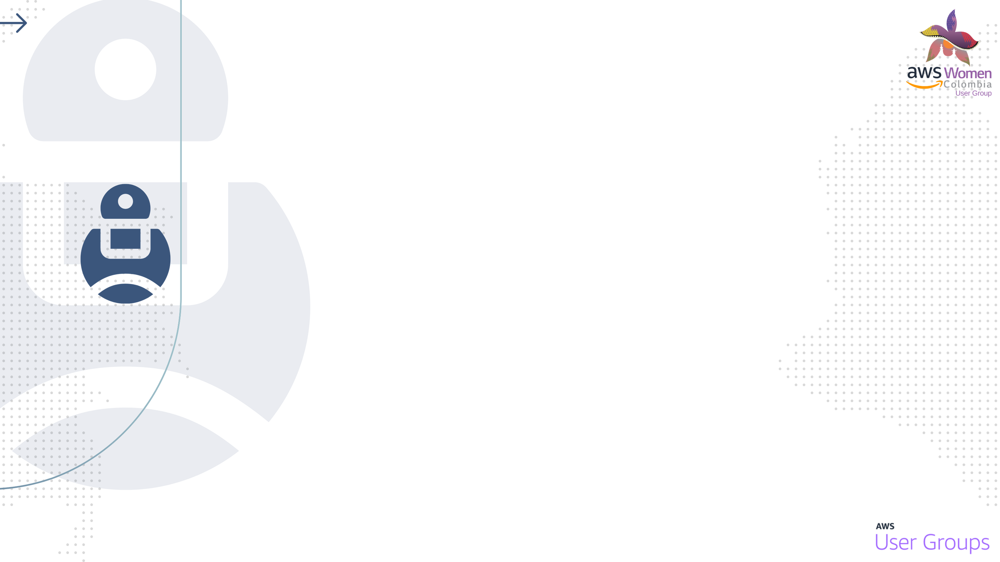 aws Women
Colombia
User Group
AWS
User Groups